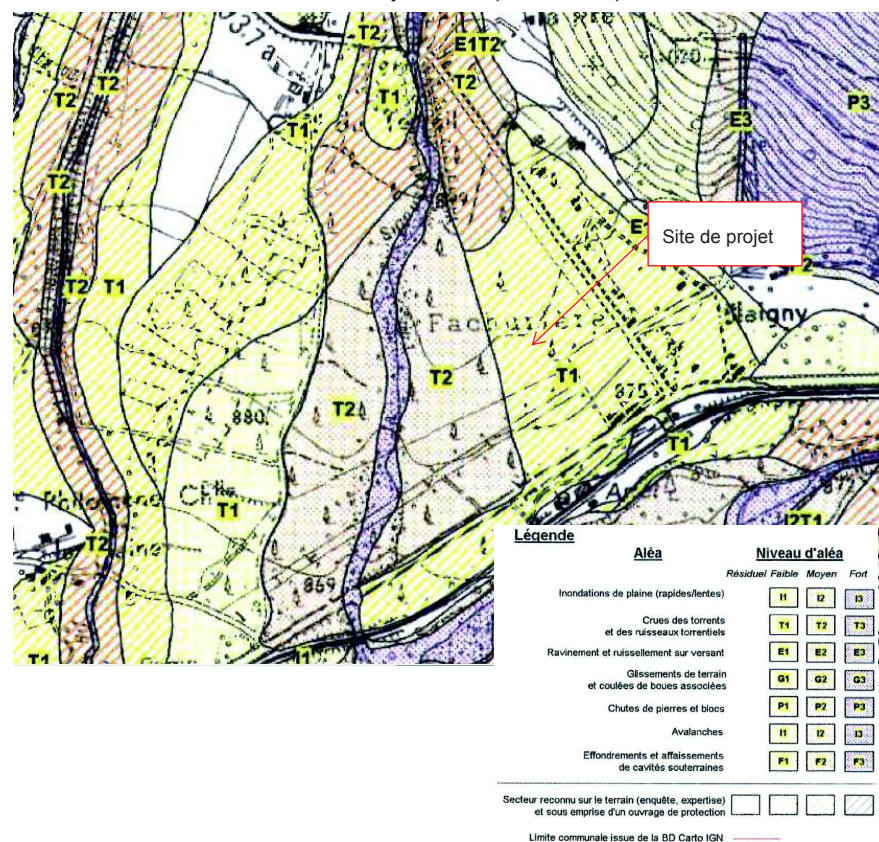 T2
E1T2
03.7a
T2
T2
T2
T1
T1
E3
P3
T2
Site de projet
T2
T1
Fachu
T1
T2
T2
880
875
T1
T1
T2
869
I2T1
T1
I1
Légende
Aléa
Niveau d'aléa
Résiduel Faible Moyen Fort
Inondations de plaine (rapides/lentes) I1 I2 I3
Crues des torrents
et des ruisseaux torrentiels T1 T2 T3
Ravinement et ruissellement sur versant E1 E2 E3
Glissements de terrain
et coulées de boues associées G1 G2 G3
Chutes de pierres et blocs P1 P2 P3
Avalanches I1 I2 I3
Effondrements et affaissements
de cavités souterraines F1 F2 F3
Secteur reconnu sur le terrain (enquête, expertise)
et sous emprise d'un ouvrage de protection
Limite communale issue de la BD Carto IGN